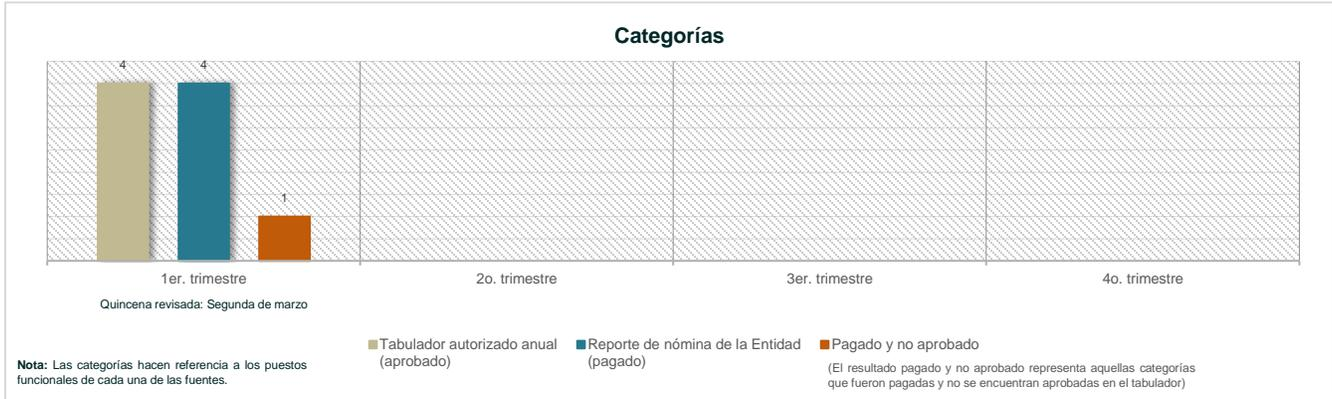 Categorías
4
4
1
1er. trimestre
2o. trimestre
3er. trimestre
4o. trimestre
Quincena revisada: Segunda de marzo
Tabulador autorizado anual
(aprobado)
Reporte de nómina de la Entidad
(pagado)
Pagado y no aprobado
(El resultado pagado y no aprobado representa aquellas categorías
que fueron pagadas y no se encuentran aprobadas en el tabulador)
Nota: Las categorías hacen referencia a los puestos
funcionales de cada una de las fuentes.